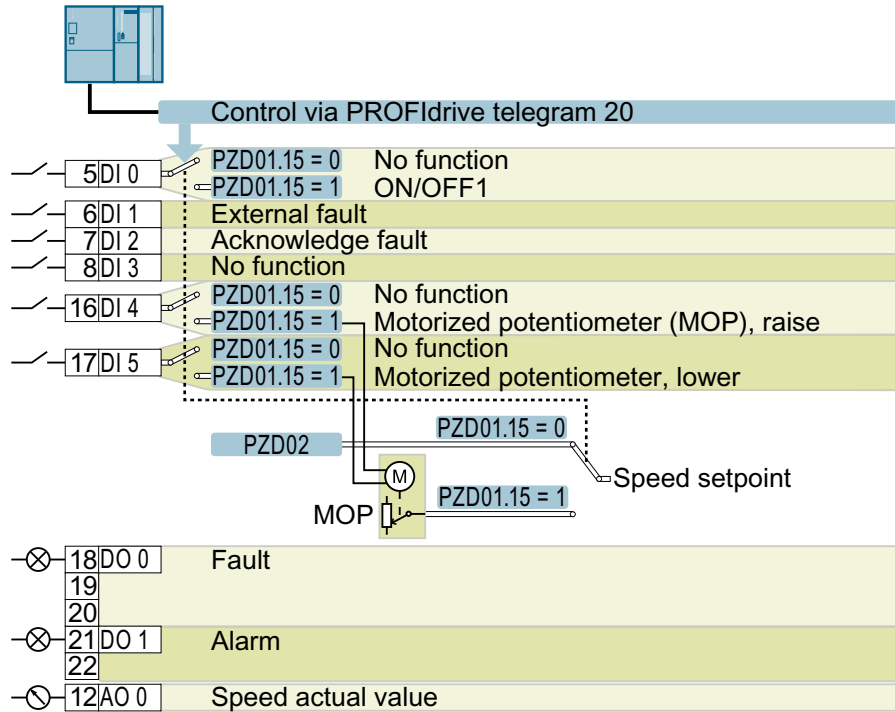 Control via PROFIdrive telegram 20
5 DI 0 PZD01.15 = 0 No function
PZD01.15 = 1 ON/OFF1
6 DI 1 External fault
7 DI 2 Acknowledge fault
8 DI 3 No function
16 DI 4 PZD01.15 = 0 No function
PZD01.15 = 1 Motorized potentiometer (MOP), raise
17 DI 5 PZD01.15 = 0 No function
PZD01.15 = 1 Motorized potentiometer, lower
PZD02 PZD01.15 = 0
M Speed setpoint
PZD01.15 = 1
MOP
18 DO 0 Fault
19
20
21 DO 1 Alarm
22
12 AO 0 Speed actual value